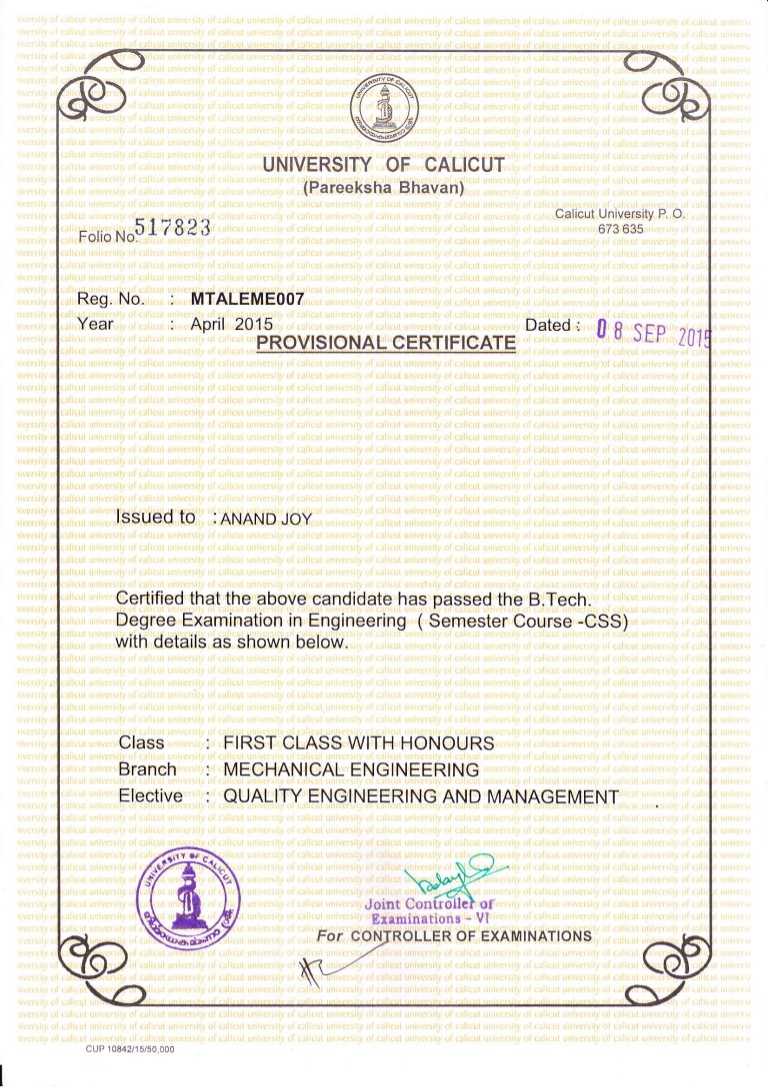 UNIVERSITY OF CALICUT
UNIVERSITY OF CALICUT
(Pareeksha Bhavan)
Calicut University P. O.
673 635
Folio No. 517823
Reg. No. : MTALEME007
Year : April 2015
Dated : 08 SEP 2015
PROVISIONAL CERTIFICATE
Issued to : ANAND JOY
Certified that the above candidate has passed the B.Tech.
Degree Examination in Engineering ( Semester Course -CSS)
with details as shown below.
Class : FIRST CLASS WITH HONOURS
Branch : MECHANICAL ENGINEERING
Elective : QUALITY ENGINEERING AND MANAGEMENT
UNIVERSITY OF CALICUT
Joint Controller of
Examinations - VI
For CONTROLLER OF EXAMINATIONS
CUP 10842/15/50,000